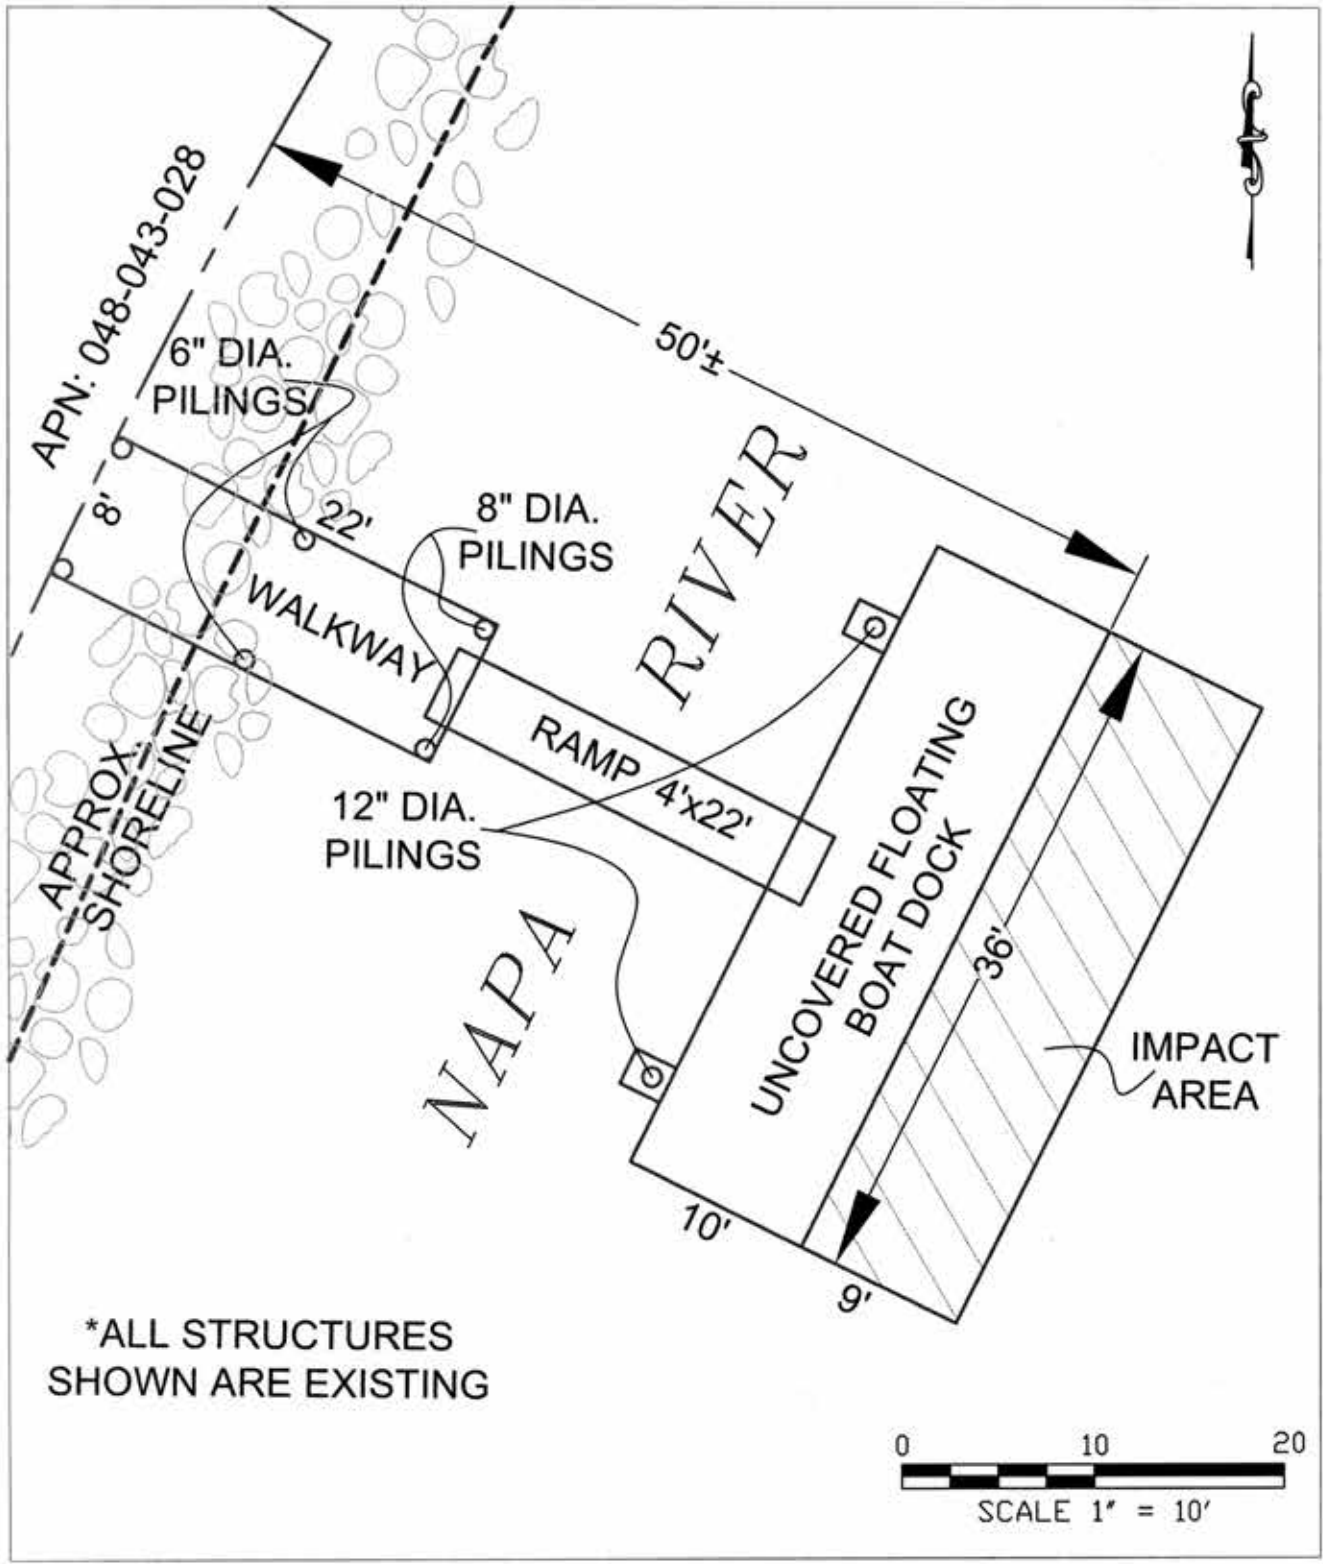 APN: 048-043-028
50'±
6" DIA.
PILINGS
8'
22'
8" DIA.
PILINGS
WALKWAY
RIVER
RAMP 4'x22'
12" DIA.
PILINGS
APPROX.
SHORELINE
NAPA
UNCOVERED FLOATING
BOAT DOCK
36'
IMPACT
AREA
10'
9'
*ALL STRUCTURES
SHOWN ARE EXISTING
0 10 20
SCALE 1" = 10'